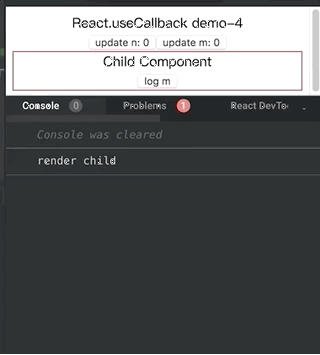 React.useCallback demo-4
update n: 0 update m: 0
Child Component
log m
Console 0 Problems 1 React DevToo
Console was cleared
render child